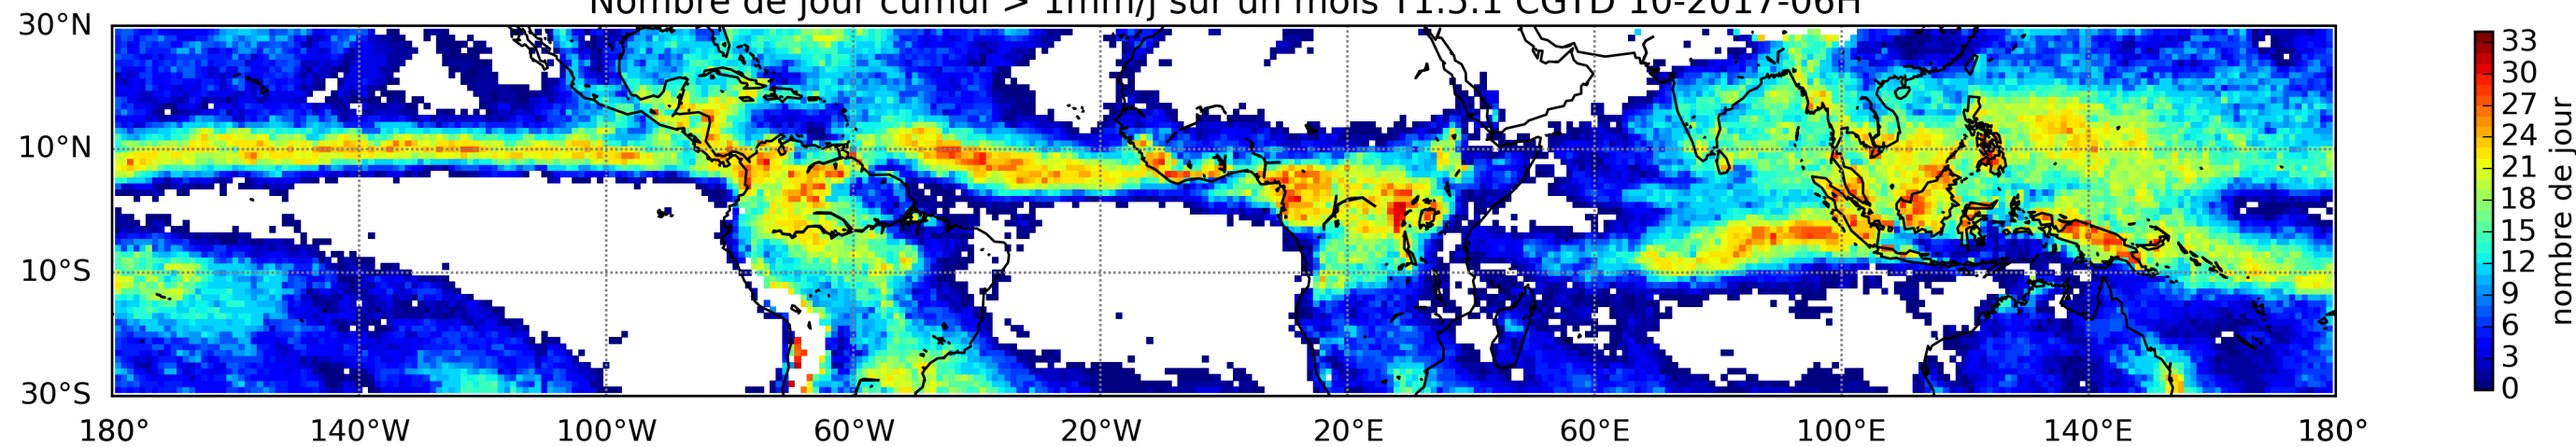 Nombre de jour cumul > 1mm/j sur un mois T1.5.1 CGTD 10-2017-06H
30°N
10°N
10°S
30°S
180°
140°W
100°W
60°W
20°W
20°E
60°E
100°E
140°E
180°
33
30
27
24
21
18
15
12
9
6
3
0
nombre de jour